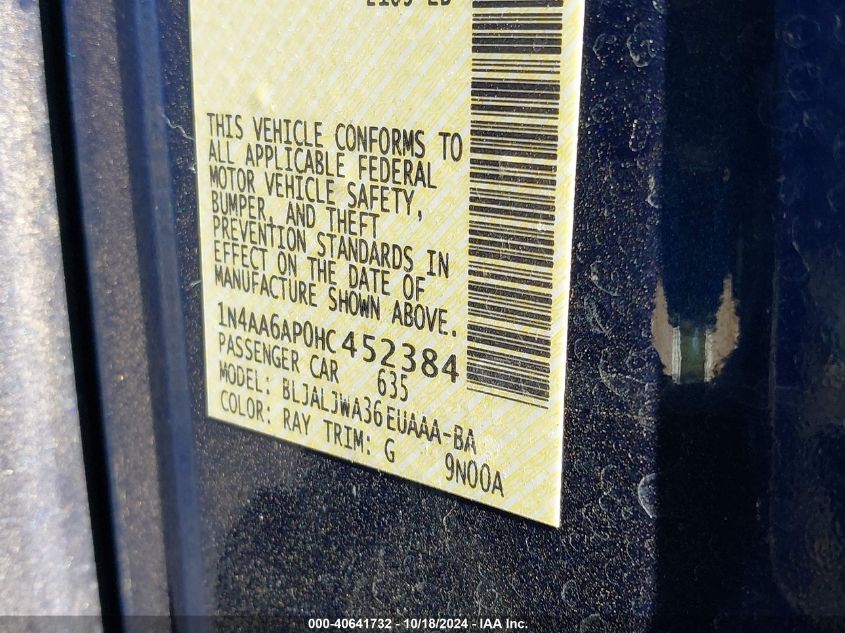 THIS VEHICLE CONFORMS TO
ALL APPLICABLE FEDERAL
MOTOR VEHICLE SAFETY,
BUMPER, AND THEFT
PREVENTION STANDARDS IN
EFFECT ON THE DATE OF
MANUFACTURE SHOWN ABOVE.
1N4AA6AP0HC452384
PASSENGER CAR 635
MODEL: BLJALJWA36EUAAA-BA
COLOR: RAY TRIM: G 9N00A
000-40641732 - 10/18/2024 - IAA Inc.